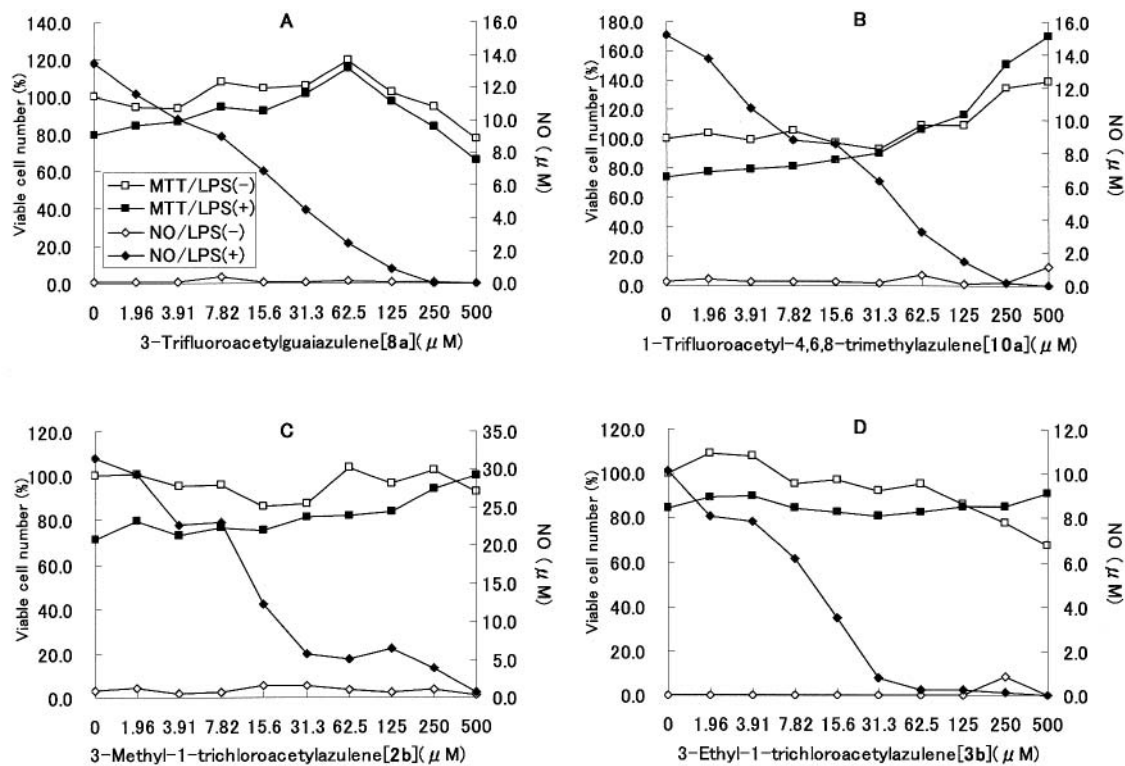 A
140.0
120.0
100.0
80.0
60.0
40.0
20.0
0.0
Viable cell number (%)
16.0
14.0
12.0
10.0
8.0
6.0
4.0
2.0
0.0
NO (μM)
MTT/LPS(-)
MTT/LPS(+)
NO/LPS(-)
NO/LPS(+)
0 1.96 3.91 7.82 15.6 31.3 62.5 125 250 500
3-Trifluoroacetylguaiazulene[8a](μM)
B
180.0
160.0
140.0
120.0
100.0
80.0
60.0
40.0
20.0
0.0
Viable cell number (%)
16.0
14.0
12.0
10.0
8.0
6.0
4.0
2.0
0.0
NO (μM)
0 1.96 3.91 7.82 15.6 31.3 62.5 125 250 500
1-Trifluoroacetyl-4,6,8-trimethylazulene[10a](μM)
C
120.0
100.0
80.0
60.0
40.0
20.0
0.0
Viable cell number (%)
35.0
30.0
25.0
20.0
15.0
10.0
5.0
0.0
NO (μM)
0 1.96 3.91 7.82 15.6 31.3 62.5 125 250 500
3-Methyl-1-trichloroacetylazulene[2b](μM)
D
120.0
100.0
80.0
60.0
40.0
20.0
0.0
Viable cell number (%)
12.0
10.0
8.0
6.0
4.0
2.0
0.0
NO (μM)
0 1.96 3.91 7.82 15.6 31.3 62.5 125 250 500
3-Ethyl-1-trichloroacetylazulene[3b](μM)